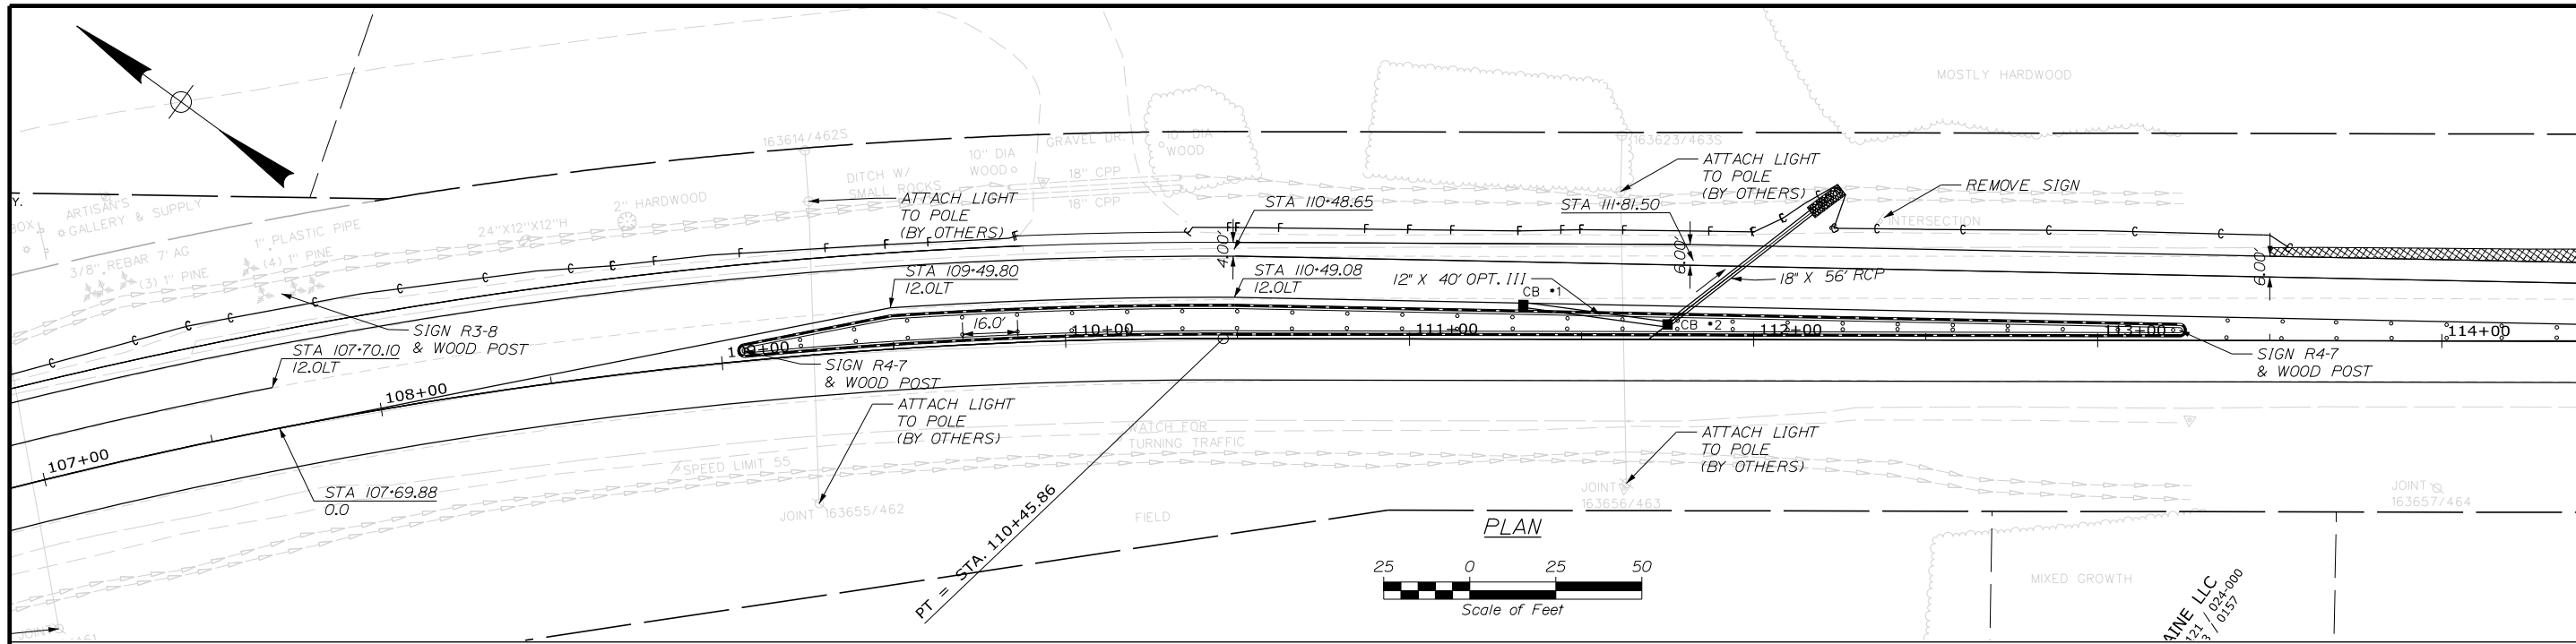 Y.
BOX
ARTISAN'S
GALLERY & SUPPLY
3/8" REBAR 7' AG
(3) 1" PINE
1" PLASTIC PIPE
(4) 1" PINE
24"X12"X12"H
2" HARDWOOD
163614/462S
DITCH W/
SMALL ROCKS
10" DIA
WOOD
GRAVEL DR.
18" CPP
18" CPP
10" DIA
WOOD
163623/463S
MOSTLY HARDWOOD
INTERSECTION
ATTACH LIGHT
TO POLE
(BY OTHERS)
STA 110+48.65
4.00'
ATTACH LIGHT
TO POLE
(BY OTHERS)
STA 111+81.50
6.00'
REMOVE SIGN
6.00'
STA 109+49.80
12.0LT
STA 110+49.08
12.0LT
12" X 40' OPT. III
CB #1
CB #2
18" X 56' RCP
SIGN R3-8
& WOOD POST
STA 107+70.10
12.0LT
16.0'
107+00
108+00
109+00
110+00
111+00
112+00
113+00
114+00
SIGN R4-7
& WOOD POST
SIGN R4-7
& WOOD POST
STA 107+69.88
0.0
ATTACH LIGHT
TO POLE
(BY OTHERS)
ATTACH LIGHT
TO POLE
(BY OTHERS)
SPEED LIMIT 55
WATCH FOR
TURNING TRAFFIC
JOINT 163655/462
FIELD
JOINT
163656/463
JOINT
163657/464
JOINT
PT = STA. 110+45.86
PLAN
25 0 25 50
Scale of Feet
MIXED GROWTH
AINE LLC
121 / 024-000
3 / 0157